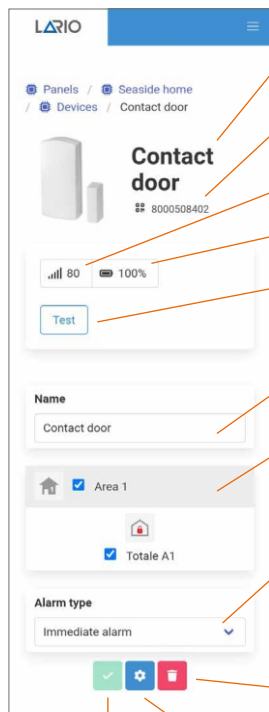 LARIO
Panels / Seaside home
/ Devices / Contact door
Contact
door
8000508402
80 100%
Test
Name
Contact door
Area 1
Totale A1
Alarm type
Immediate alarm